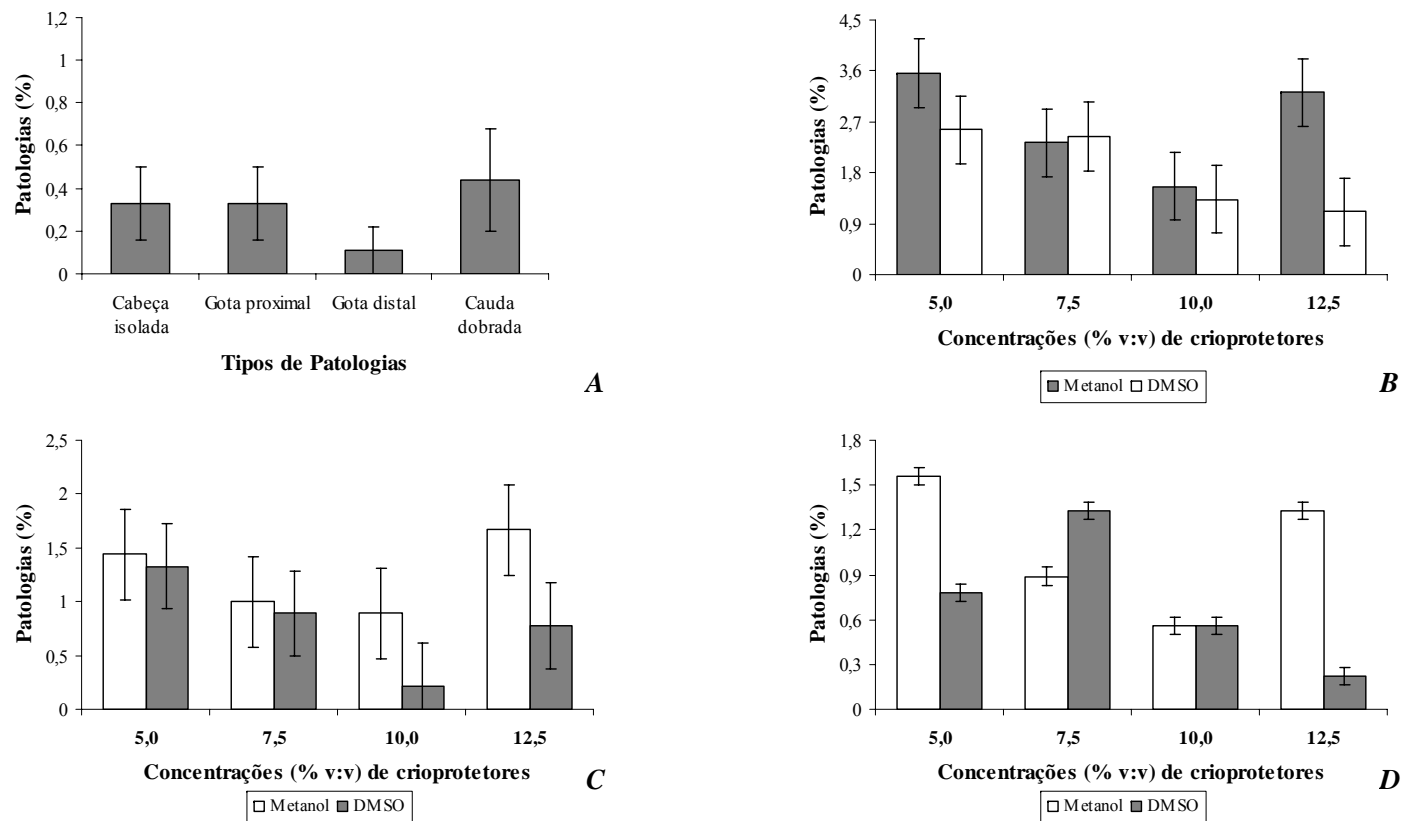 1,2
1
0,8
0,6
0,4
0,2
0
Patologias (%)
Cabeça isolada
Gota proximal
Gota distal
Cauda dobrada
Tipos de Patologias
A
4,5
3,6
2,7
1,8
0,9
0
Patologias (%)
5,0 7,5 10,0 12,5
Concentrações (% v:v) de crioprotetores
Metanol DMSO
B
2,5
2
1,5
1
0,5
0
Patologias (%)
5,0 7,5 10,0 12,5
Concentrações (% v:v) de crioprotetores
Metanol DMSO
C
1,8
1,5
1,2
0,9
0,6
0,3
0
Patologias (%)
5,0 7,5 10,0 12,5
Concentrações (% v:v) de crioprotetores
Metanol DMSO
D